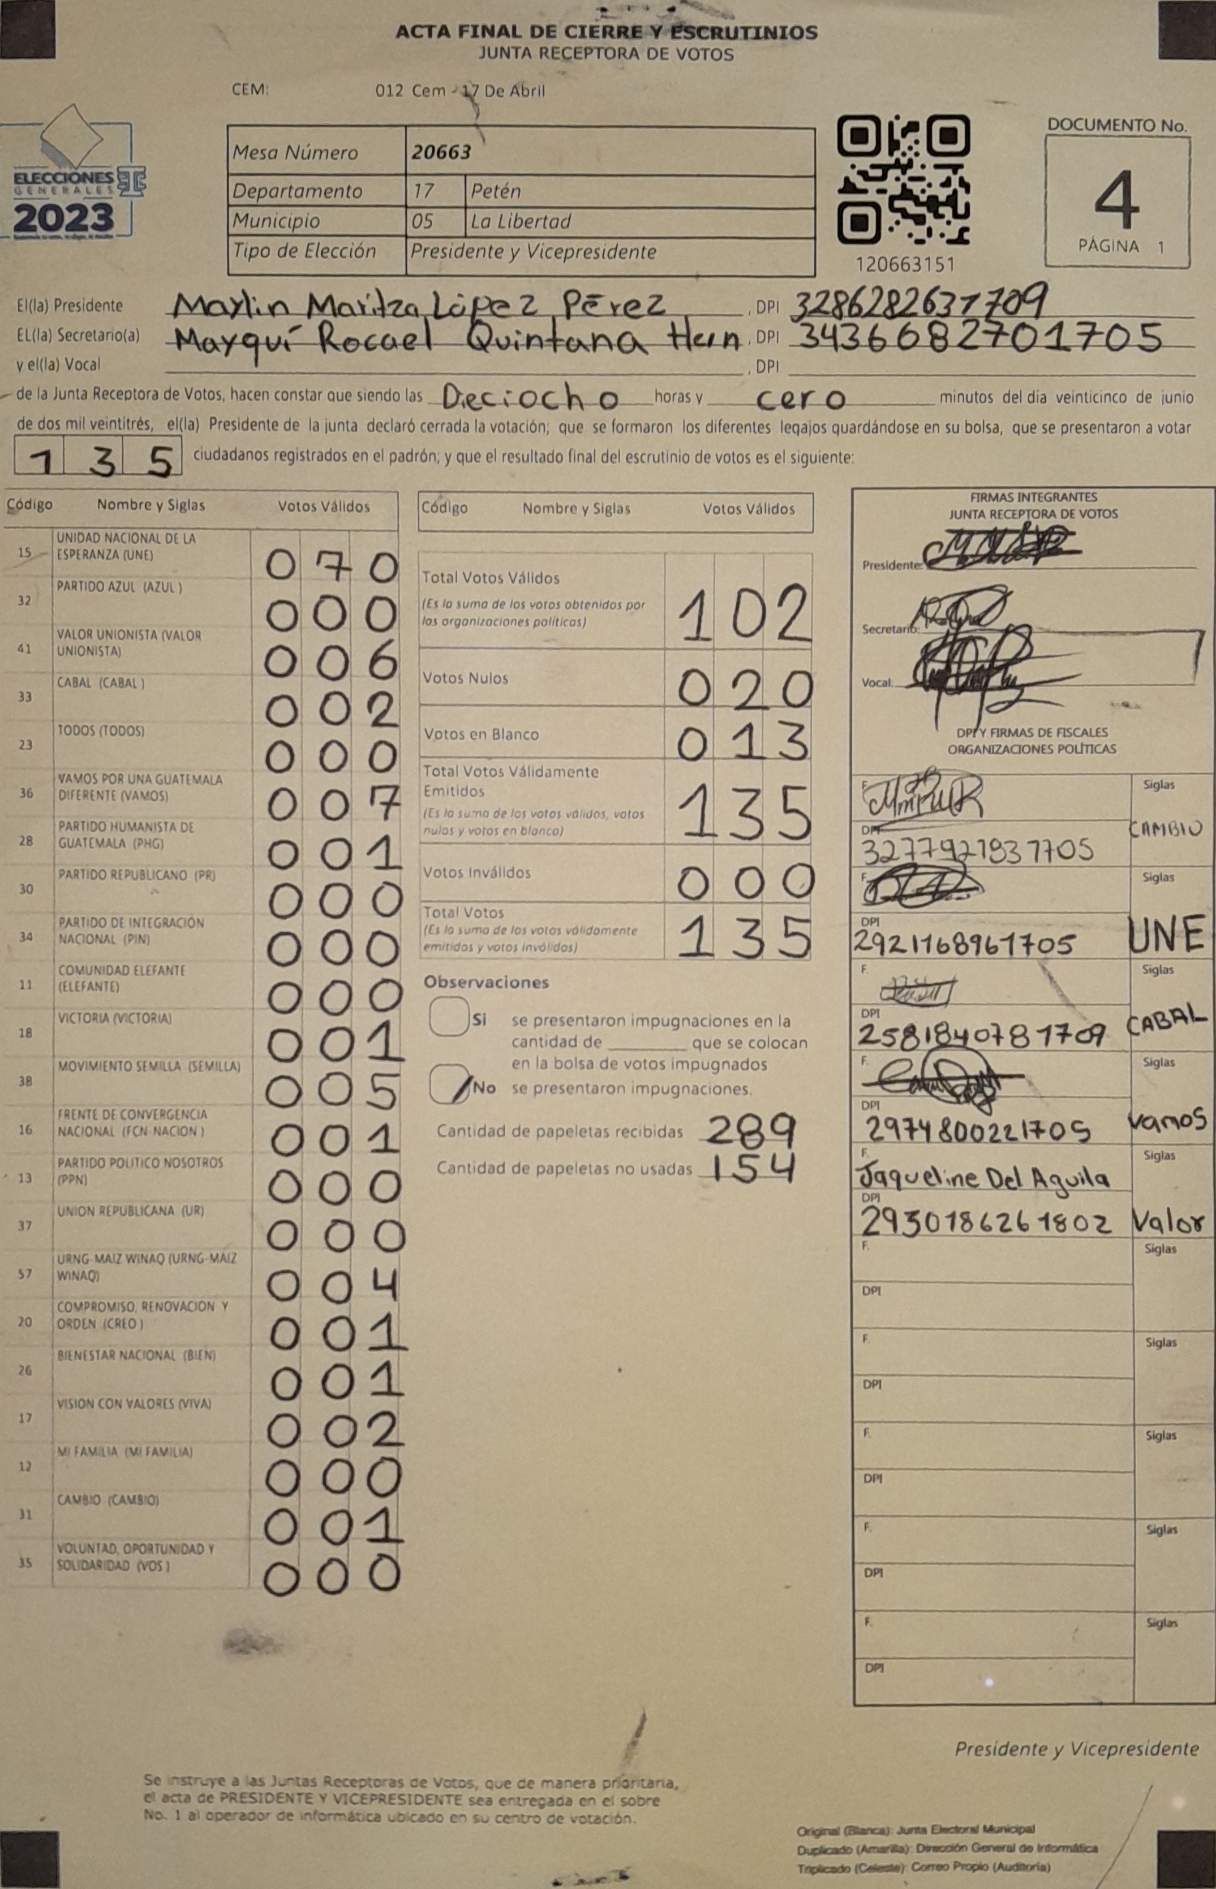 ACTA FINAL DE CIERRE Y ESCRUTINIOS
JUNTA RECEPTORA DE VOTOS
CEM: 012 Cem - 17 De Abril
ELECCIONES
GENERALES
2023
Mesa Número 20663
Departamento 17 Petén
Municipio 05 La Libertad
Tipo de Elección Presidente y Vicepresidente
120663151
DOCUMENTO No.
4
PÁGINA 1
El(la) Presidente Maylin Maritza López Pérez , DPI 3286282631709
EL(la) Secretario(a) Mayquí Rocael Quintana Hern , DPI 3436682701705
y el(la) Vocal , DPI
de la Junta Receptora de Votos, hacen constar que siendo las Dieciocho horas y cero minutos del día veinticinco de junio
de dos mil veintitrés, el(la) Presidente de la junta declaró cerrada la votación; que se formaron los diferentes legajos guardándose en su bolsa, que se presentaron a votar
135 ciudadanos registrados en el padrón; y que el resultado final del escrutinio de votos es el siguiente:
Código Nombre y Siglas Votos Válidos
15 UNIDAD NACIONAL DE LA ESPERANZA (UNE) 070
32 PARTIDO AZUL (AZUL ) 000
41 VALOR UNIONISTA (VALOR UNIONISTA) 006
33 CABAL (CABAL ) 002
23 TODOS (TODOS) 000
36 VAMOS POR UNA GUATEMALA DIFERENTE (VAMOS) 007
28 PARTIDO HUMANISTA DE GUATEMALA (PHG) 001
30 PARTIDO REPUBLICANO (PR) 000
34 PARTIDO DE INTEGRACIÓN NACIONAL (PIN) 000
11 COMUNIDAD ELEFANTE (ELEFANTE) 000
18 VICTORIA (VICTORIA) 001
38 MOVIMIENTO SEMILLA (SEMILLA) 005
16 FRENTE DE CONVERGENCIA NACIONAL (FCN-NACION ) 001
13 PARTIDO POLITICO NOSOTROS (PPN) 000
37 UNION REPUBLICANA (UR) 000
57 URNG-MAIZ WINAQ (URNG-MAIZ WINAQ) 004
20 COMPROMISO, RENOVACION Y ORDEN (CREO ) 001
26 BIENESTAR NACIONAL (BIEN) 001
17 VISION CON VALORES (VIVA) 002
12 MI FAMILIA (MI FAMILIA) 000
31 CAMBIO (CAMBIO) 001
35 VOLUNTAD, OPORTUNIDAD Y SOLIDARIDAD (VOS ) 000
Código Nombre y Siglas Votos Válidos
Total Votos Válidos 102
(Es la suma de los votos obtenidos por
las organizaciones políticas)
Votos Nulos 020
Votos en Blanco 013
Total Votos Válidamente
Emitidos 135
(Es la suma de los votos válidos, votos
nulos y votos en blanco)
Votos Inválidos 000
Total Votos 135
(Es la suma de los votos válidamente
emitidos y votos inválidos)
Observaciones
Si se presentaron impugnaciones en la
cantidad de que se colocan
en la bolsa de votos impugnados
No se presentaron impugnaciones.
Cantidad de papeletas recibidas 289
Cantidad de papeletas no usadas 154
FIRMAS INTEGRANTES
JUNTA RECEPTORA DE VOTOS
Presidente:
Secretario:
Vocal:
DPI Y FIRMAS DE FISCALES
ORGANIZACIONES POLÍTICAS
F. Siglas
DPI CAMBIO
3277921837705
F. Siglas
DPI
2921168961705 UNE
F. Siglas
DPI
2581840781709 CABAL
F. Siglas
DPI
2974800221705 vamos
F. Siglas
Jaqueline Del Aguila
DPI
2930186261802 Valor
F. Siglas
DPI
F. Siglas
DPI
F. Siglas
DPI
F. Siglas
DPI
F. Siglas
DPI
Presidente y Vicepresidente
Se instruye a las Juntas Receptoras de Votos, que de manera prioritaria,
el acta de PRESIDENTE Y VICEPRESIDENTE sea entregada en el sobre
No. 1 al operador de informática ubicado en su centro de votación.
Original (Blanca): Junta Electoral Municipal
Duplicado (Amarilla): Dirección General de Informática
Triplicado (Celeste): Correo Propio (Auditoría)